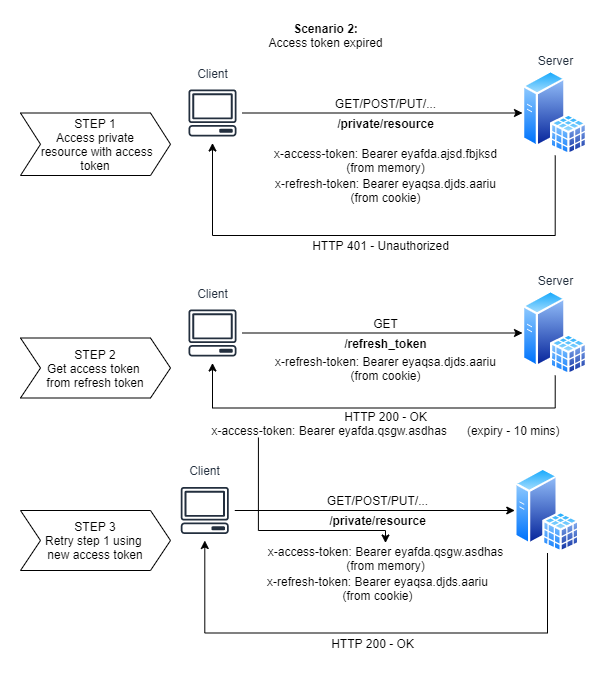 Scenario 2:
Access token expired
Client
Server
STEP 1
Access private
resource with access
token
GET/POST/PUT/...
/private/resource
x-access-token: Bearer eyafda.ajsd.fbjksd
(from memory)
x-refresh-token: Bearer eyaqsa.djds.aariu
(from cookie)
HTTP 401 - Unauthorized
Client
Server
STEP 2
Get access token
from refresh token
GET
/refresh_token
x-refresh-token: Bearer eyaqsa.djds.aariu
(from cookie)
HTTP 200 - OK
x-access-token: Bearer eyafda.qsgw.asdhas (expiry - 10 mins)
Client
STEP 3
Retry step 1 using
new access token
GET/POST/PUT/...
/private/resource
x-access-token: Bearer eyafda.qsgw.asdhas
(from memory)
x-refresh-token: Bearer eyaqsa.djds.aariu
(from cookie)
HTTP 200 - OK